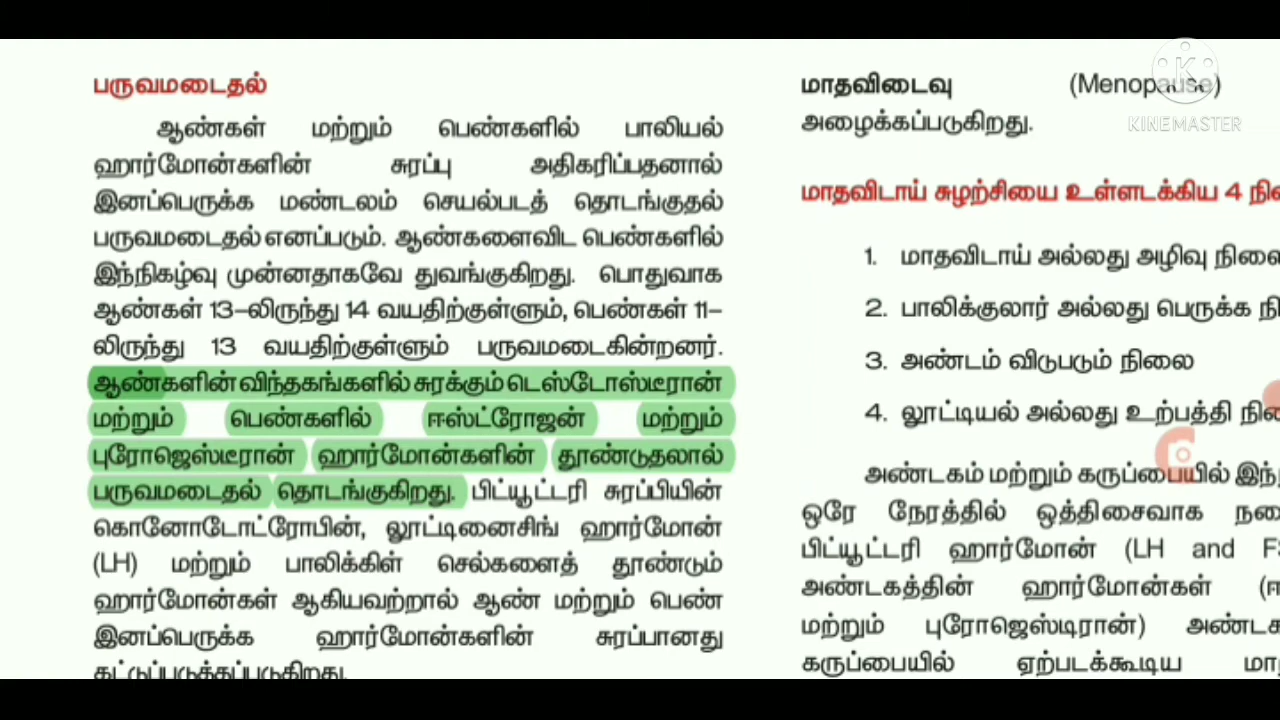 பருவமடைதல்
ஆண்கள் மற்றும் பெண்களில் பாலியல்
ஹார்மோன்களின் சுரப்பு அதிகரிப்பதனால்
இனப்பெருக்க மண்டலம் செயல்படத் தொடங்குதல்
பருவமடைதல் எனப்படும். ஆண்களைவிட பெண்களில்
இந்நிகழ்வு முன்னதாகவே துவங்குகிறது. பொதுவாக
ஆண்கள் 13–லிருந்து 14 வயதிற்குள்ளும், பெண்கள் 11–
லிருந்து 13 வயதிற்குள்ளும் பருவமடைகின்றனர்.
ஆண்களின் விந்தகங்களில் சுரக்கும் டெஸ்டோஸ்டீரான்
மற்றும் பெண்களில் ஈஸ்ட்ரோஜன் மற்றும்
புரோஜெஸ்டீரான் ஹார்மோன்களின் தூண்டுதலால்
பருவமடைதல் தொடங்குகிறது. பிட்யூட்டரி சுரப்பியின்
கொனோடோட்ரோபின், லூட்டினைசிங் ஹார்மோன்
(LH) மற்றும் பாலிக்கிள் செல்களைத் தூண்டும்
ஹார்மோன்கள் ஆகியவற்றால் ஆண் மற்றும் பெண்
இனப்பெருக்க ஹார்மோன்களின் சுரப்பானது
கட்டுப்படுத்தப்படுகிறது.
மாதவிடைவு (Menopause)
அழைக்கப்படுகிறது.
மாதவிடாய் சுழற்சியை உள்ளடக்கிய 4
1. மாதவிடாய் அல்லது அழிவு நிலை
2. பாலிக்குலார் அல்லது பெருக்க
3. அண்டம் விடுபடும் நிலை
4. லூட்டியல் அல்லது உற்பத்தி
அண்டகம் மற்றும் கருப்பையில்
ஒரே நேரத்தில் ஒத்திசைவாக
பிட்யூட்டரி ஹார்மோன் (LH and
அண்டகத்தின் ஹார்மோன்கள்
மற்றும் புரோஜெஸ்டிரான்)
கருப்பையில் ஏற்படக்கூடிய
KINEMASTER